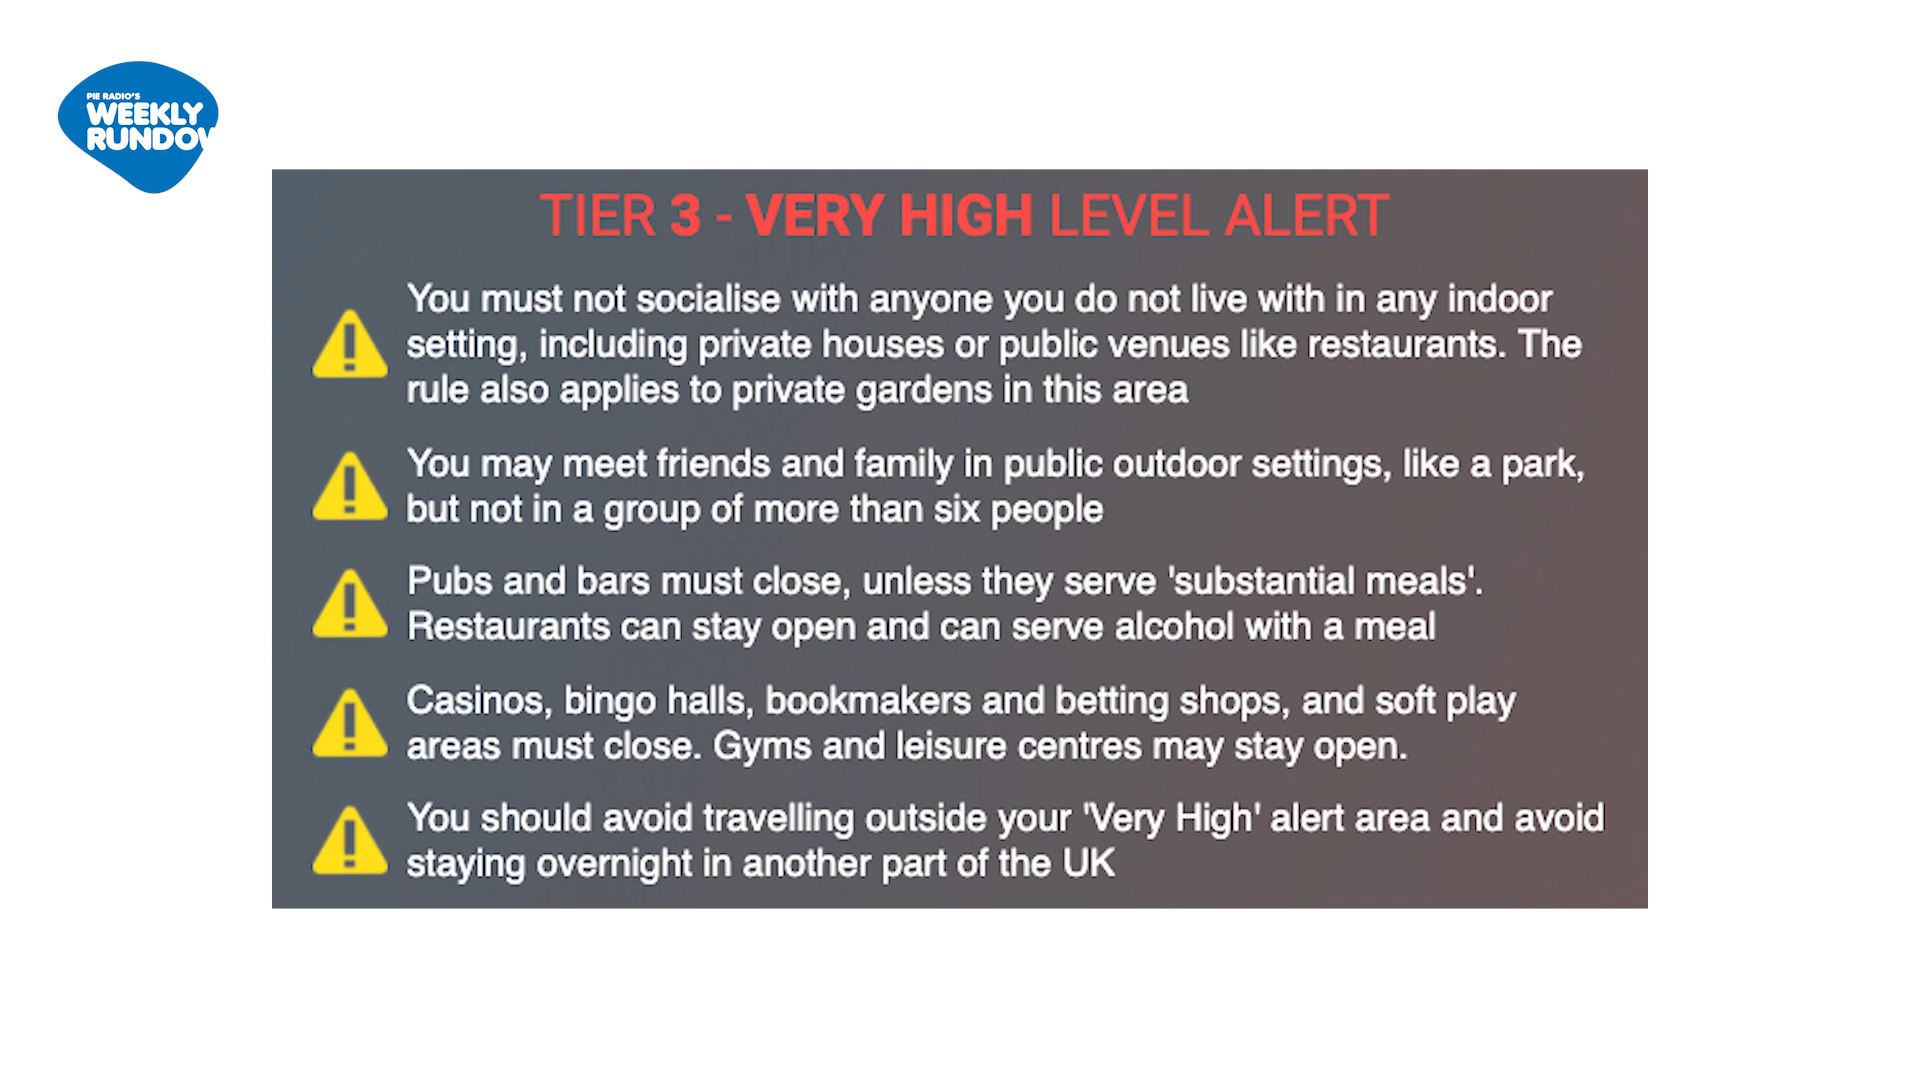 PIE RADIO'S
WEEKLY
RUNDOW
TIER 3 - VERY HIGH LEVEL ALERT
You must not socialise with anyone you do not live with in any indoor
setting, including private houses or public venues like restaurants. The
rule also applies to private gardens in this area
You may meet friends and family in public outdoor settings, like a park,
but not in a group of more than six people
Pubs and bars must close, unless they serve 'substantial meals'.
Restaurants can stay open and can serve alcohol with a meal
Casinos, bingo halls, bookmakers and betting shops, and soft play
areas must close. Gyms and leisure centres may stay open.
You should avoid travelling outside your 'Very High' alert area and avoid
staying overnight in another part of the UK